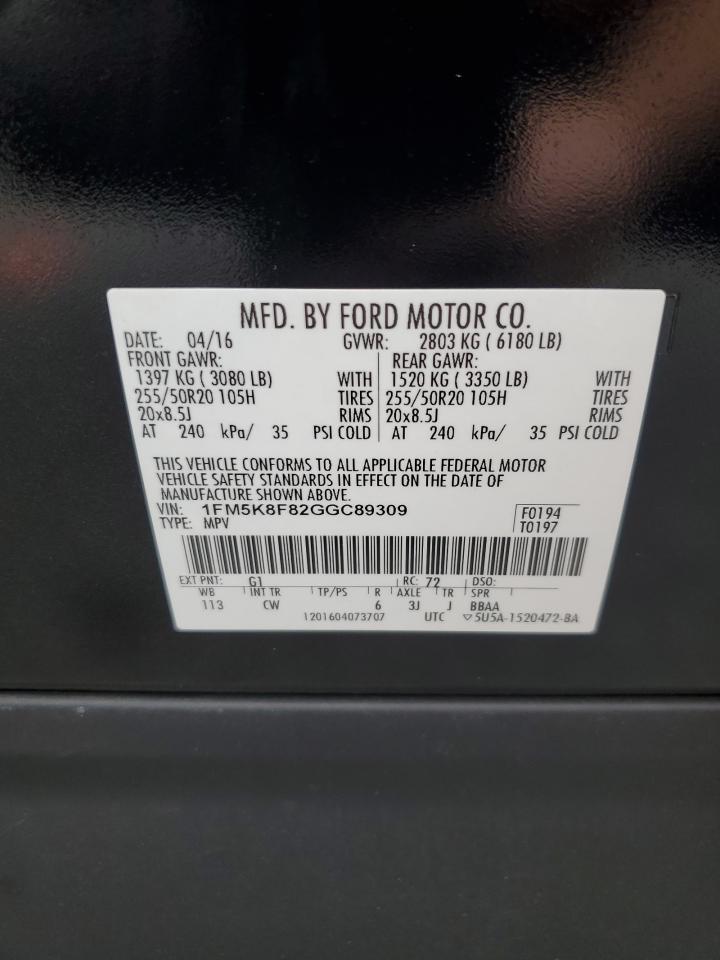 MFD. BY FORD MOTOR CO.
DATE: 04/16 GVWR: 2803 KG ( 6180 LB)
FRONT GAWR: REAR GAWR:
1397 KG ( 3080 LB) WITH 1520 KG ( 3350 LB) WITH
255/50R20 105H TIRES 255/50R20 105H TIRES
20x8.5J RIMS 20x8.5J RIMS
AT 240 kPa/ 35 PSI COLD AT 240 kPa/ 35 PSI COLD
THIS VEHICLE CONFORMS TO ALL APPLICABLE FEDERAL MOTOR
VEHICLE SAFETY STANDARDS IN EFFECT ON THE DATE OF
MANUFACTURE SHOWN ABOVE.
VIN: 1FM5K8F82GGC89309 F0194
TYPE: MPV T0197
EXT PNT: G1 RC: 72 DSO:
WB INT TR TP/PS R AXLE TR SPR
113 CW 6 3J J BBAA
1201604073707 UTC ▽5U5A-1520472-BA